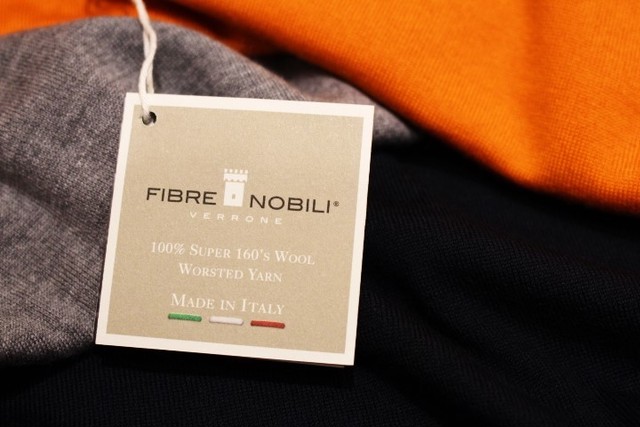 FIBRE NOBILI®
VERRONE
100% SUPER 160'S WOOL
WORSTED YARN
MADE IN ITALY